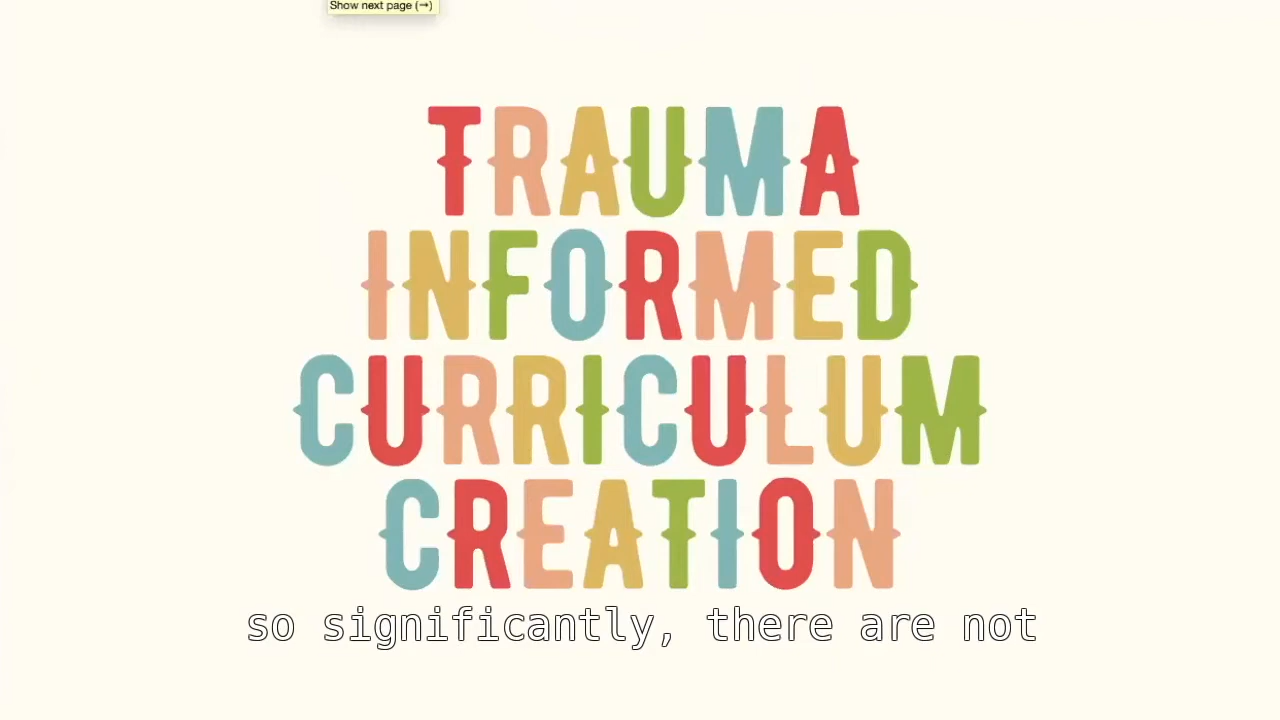 Show next page (→)
TRAUMA
INFORMED
CURRICULUM
CREATION
so significantly, there are not